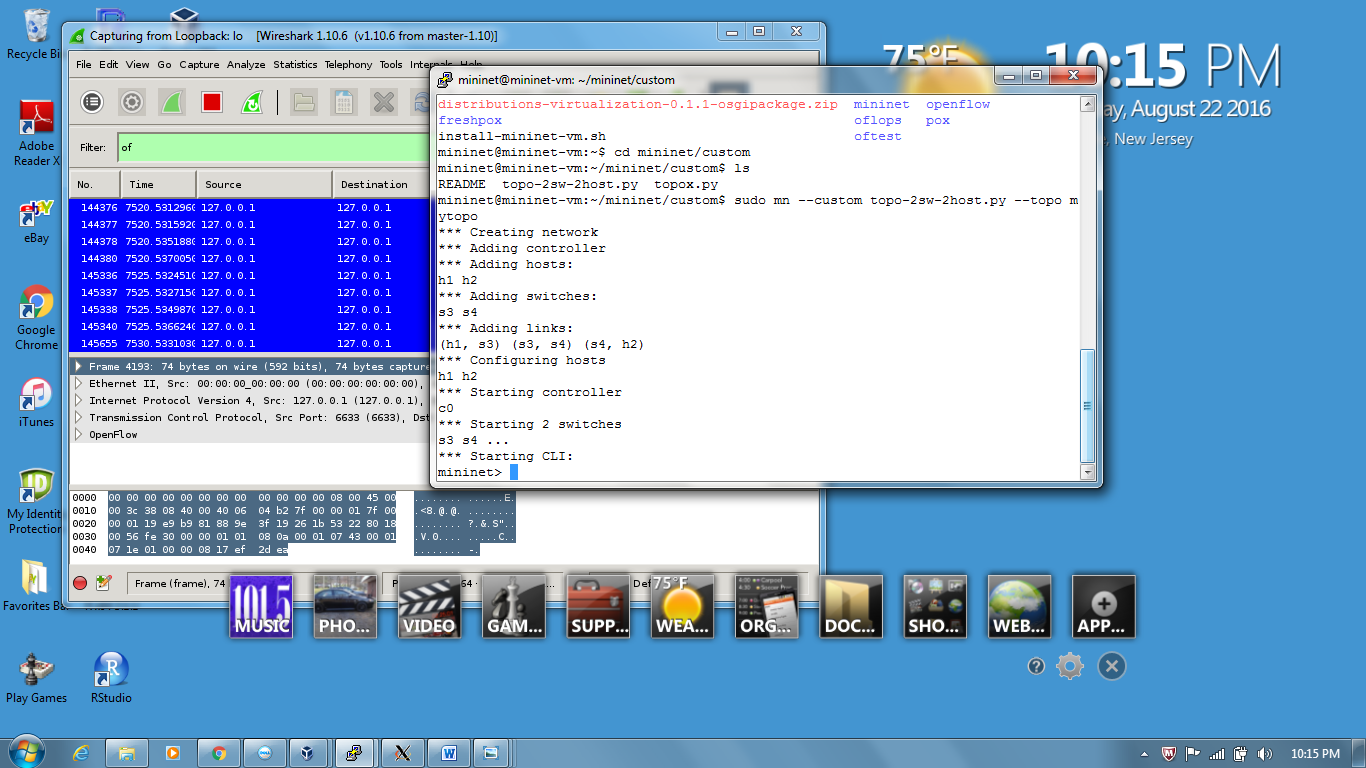 Recycle Bi
Adobe
Reader X
eBay
Google
Chrome
iTunes
My Identi
Protection
Favorites Ba
Play Games
RStudio
Capturing from Loopback: lo [Wireshark 1.10.6 (v1.10.6 from master-1.10)]
File Edit View Go Capture Analyze Statistics Telephony Tools Internals Help
Filter: of
No. Time Source Destination
144376 7520.5312960 127.0.0.1 127.0.0.1
144377 7520.5315920 127.0.0.1 127.0.0.1
144378 7520.5351880 127.0.0.1 127.0.0.1
144380 7520.5370050 127.0.0.1 127.0.0.1
145336 7525.5324510 127.0.0.1 127.0.0.1
145337 7525.5327150 127.0.0.1 127.0.0.1
145338 7525.5349870 127.0.0.1 127.0.0.1
145340 7525.5366240 127.0.0.1 127.0.0.1
145655 7530.5331030 127.0.0.1 127.0.0.1
Frame 4193: 74 bytes on wire (592 bits), 74 bytes capture
Ethernet II, Src: 00:00:00_00:00:00 (00:00:00:00:00:00),
Internet Protocol Version 4, Src: 127.0.0.1 (127.0.0.1),
Transmission Control Protocol, Src Port: 6633 (6633), Dst
OpenFlow
0000 00 00 00 00 00 00 00 00 00 00 00 00 08 00 45 00 ........ ......E.
0010 00 3c 38 08 40 00 40 06 04 b2 7f 00 00 01 7f 00 .<8.@.@. ........
0020 00 01 19 e9 b9 81 88 9e 3f 19 26 1b 53 22 80 18 ........ ?.&.S"..
0030 00 56 fe 30 00 00 01 01 08 0a 00 01 07 43 00 01 .V.0.... .....C..
0040 07 1e 01 00 00 08 17 ef 2d ea ........ -.
Frame (frame), 74
mininet@mininet-vm: ~/mininet/custom
distributions-virtualization-0.1.1-osgipackage.zip mininet openflow
freshpox oflops pox
install-mininet-vm.sh oftest
mininet@mininet-vm:~$ cd mininet/custom
mininet@mininet-vm:~/mininet/custom$ ls
README topo-2sw-2host.py topox.py
mininet@mininet-vm:~/mininet/custom$ sudo mn --custom topo-2sw-2host.py --topo m
ytopo
*** Creating network
*** Adding controller
*** Adding hosts:
h1 h2
*** Adding switches:
s3 s4
*** Adding links:
(h1, s3) (s3, s4) (s4, h2)
*** Configuring hosts
h1 h2
*** Starting controller
c0
*** Starting 2 switches
s3 s4 ...
*** Starting CLI:
mininet>
75°F
10:15 PM
ay, August 22 2016
, New Jersey
101.5
75°F
MUSIC PHO... VIDEO GAM... SUPP... WEA... ORG... DOC... SHO... WEB... APP...
10:15 PM